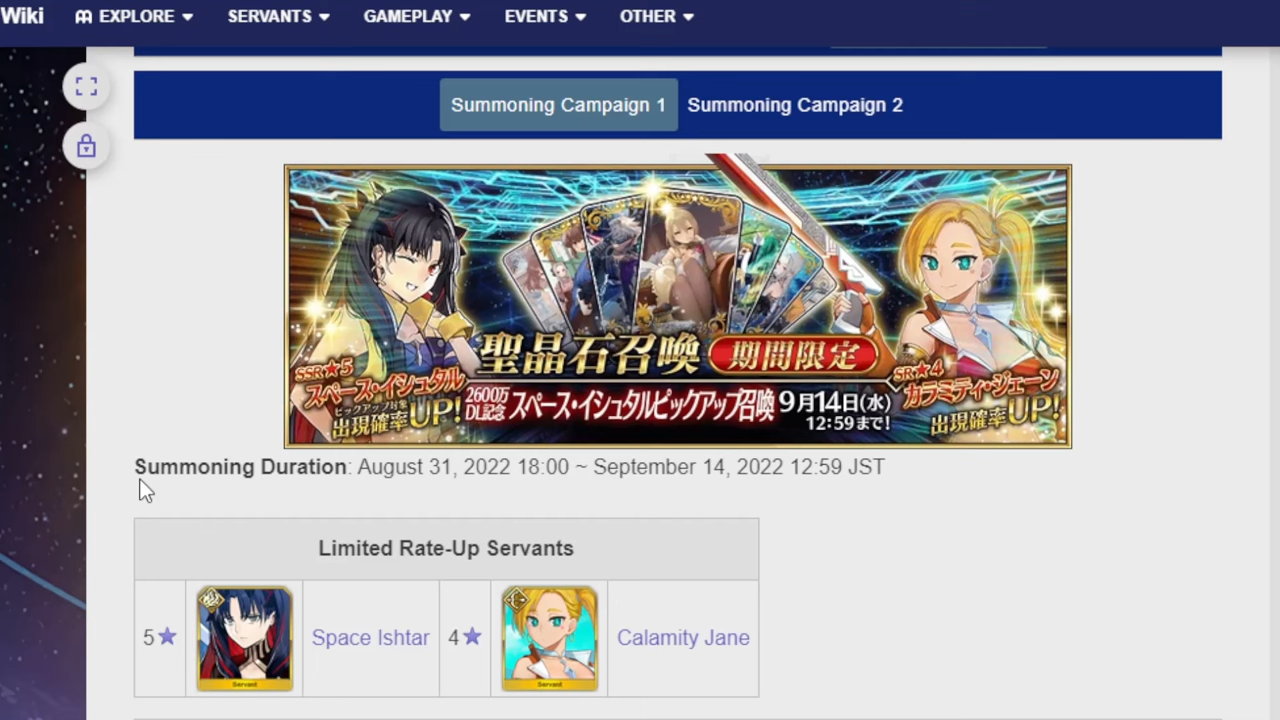 Wiki EXPLORE SERVANTS GAMEPLAY EVENTS OTHER
Summoning Campaign 1 Summoning Campaign 2
SSR★5
スペース・イシュタル
ピックアップ対象
出現確率UP!
聖晶石召喚 期間限定
2600万DL記念 スペース・イシュタルピックアップ召喚 9月14日(水)
12:59まで!
SR★4
カラミティ・ジェーン
出現確率UP!
Summoning Duration: August 31, 2022 18:00 ~ September 14, 2022 12:59 JST
Limited Rate-Up Servants
5★ Servant Space Ishtar 4★ Servant Calamity Jane